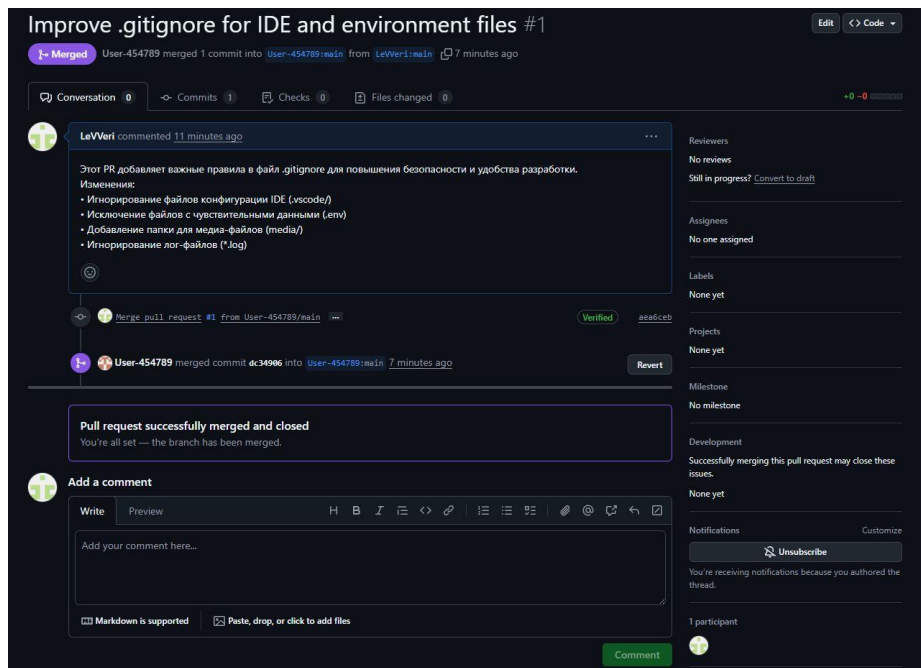 Improve .gitignore for IDE and environment files #1
Edit
Code
Merged
User-454789 merged 1 commit into User-454789:main from LeVVeri:main 7 minutes ago
Conversation 0
Commits 1
Checks 0
Files changed 0
+0 −0
LeVVeri commented 11 minutes ago
Этот PR добавляет важные правила в файл .gitignore для повышения безопасности и удобства разработки.
Изменения:
• Игнорирование файлов конфигурации IDE (.vscode/)
• Исключение файлов с чувствительными данными (.env)
• Добавление папки для медиа-файлов (media/)
• Игнорирование лог-файлов (*.log)
Merge pull request #1 from User-454789/main ...
Verified
aea6ceb
User-454789 merged commit dc34906 into User-454789:main 7 minutes ago
Revert
Pull request successfully merged and closed
You're all set — the branch has been merged.
Add a comment
Write
Preview
Add your comment here...
Markdown is supported
Paste, drop, or click to add files
Comment
Reviewers
No reviews
Still in progress? Convert to draft
Assignees
No one assigned
Labels
None yet
Projects
None yet
Milestone
No milestone
Development
Successfully merging this pull request may close these
issues.
None yet
Notifications
Customize
Unsubscribe
You're receiving notifications because you authored the
thread.
1 participant